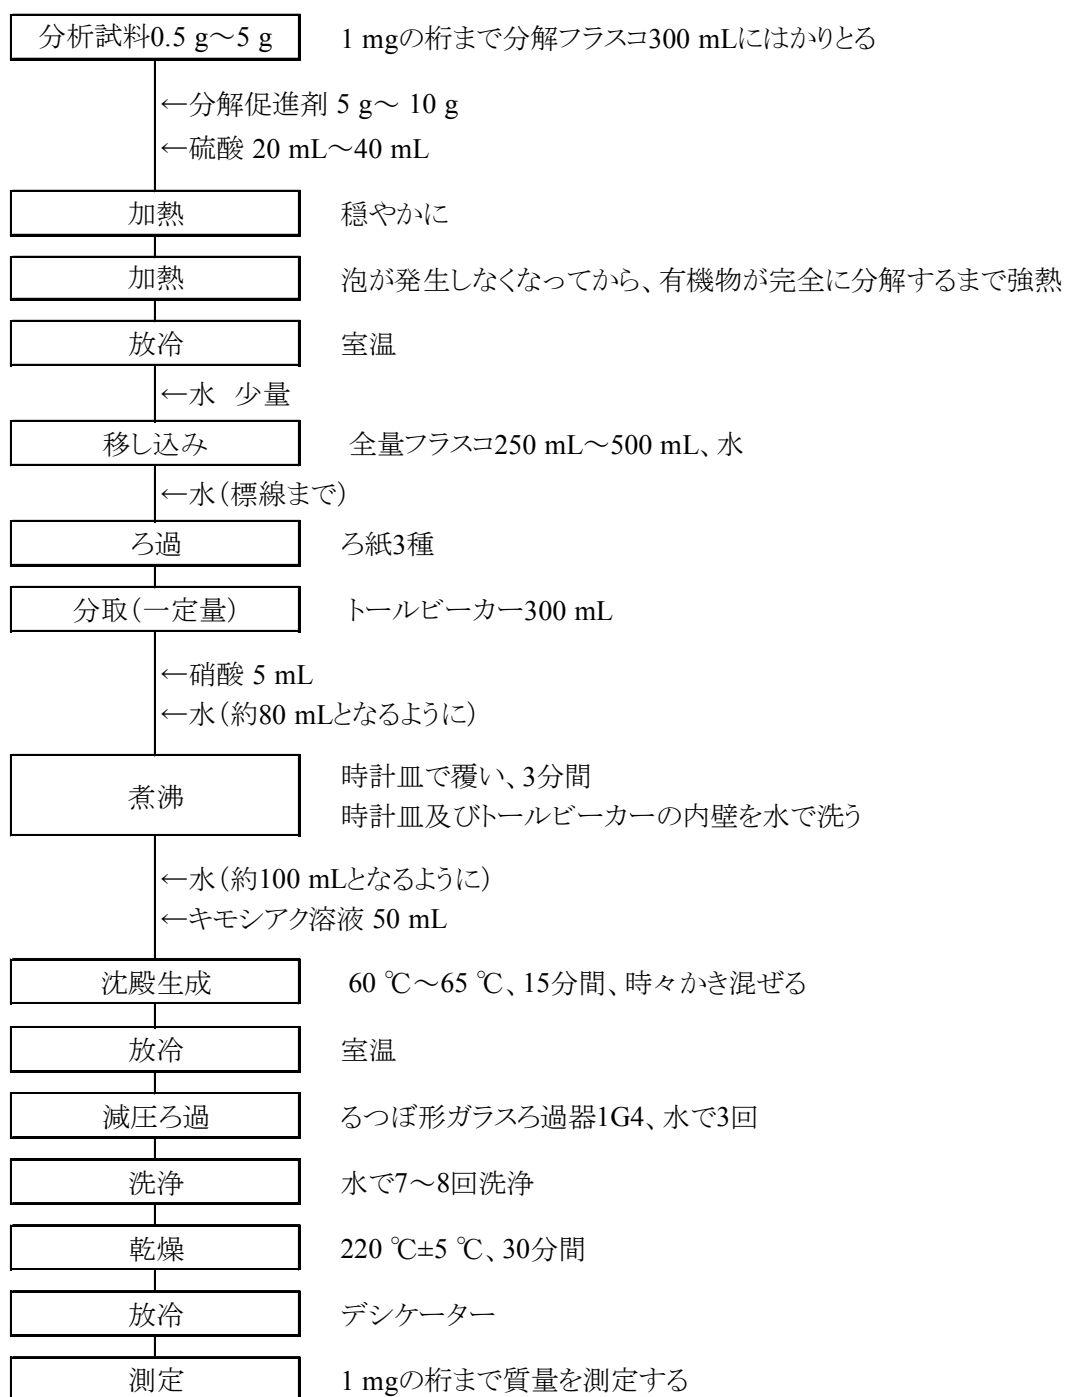 分析試料0.5 g～5 g 1 mgの桁まで分解フラスコ300 mLにはかりとる
←分解促進剤 5 g～ 10 g
←硫酸 20 mL～40 mL
加熱 穏やかに
加熱 泡が発生しなくなってから、有機物が完全に分解するまで強熱
放冷 室温
←水 少量
移し込み 全量フラスコ250 mL～500 mL、水
←水（標線まで）
ろ過 ろ紙3種
分取（一定量） トールビーカー300 mL
←硝酸 5 mL
←水（約80 mLとなるように）
煮沸 時計皿で覆い、3分間
時計皿及びトールビーカーの内壁を水で洗う
←水（約100 mLとなるように）
←キモシアク溶液 50 mL
沈殿生成 60 ℃～65 ℃、15分間、時々かき混ぜる
放冷 室温
減圧ろ過 るつぼ形ガラスろ過器1G4、水で3回
洗浄 水で7～8回洗浄
乾燥 220 ℃±5 ℃、30分間
放冷 デシケーター
測定 1 mgの桁まで質量を測定する